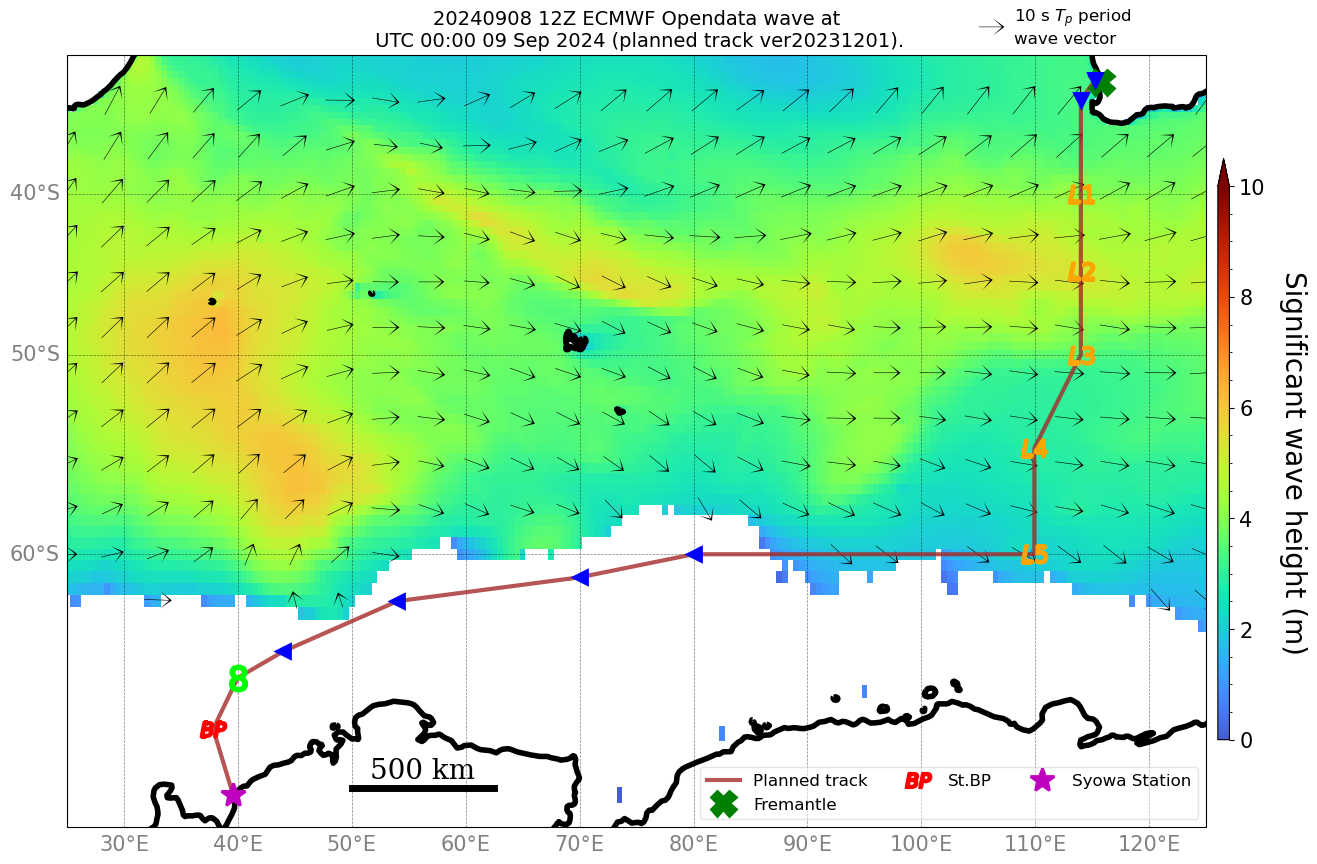 20240908 12Z ECMWF Opendata wave at
UTC 00:00 09 Sep 2024 (planned track ver20231201).
10 s Tp period
wave vector
40°S
50°S
60°S
L1
L2
L3
L4
L5
8
8
BP
500 km
Planned track
Fremantle
BP St.BP
Syowa Station
30°E 40°E 50°E 60°E 70°E 80°E 90°E 100°E 110°E 120°E
10
8
6
4
2
0
Significant wave height (m)